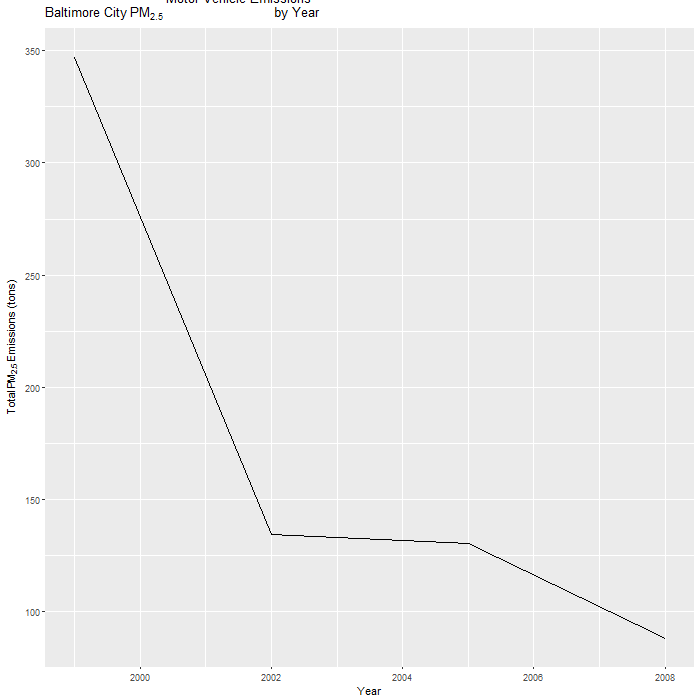 Motor Vehicle Emissions
Baltimore City PM2.5 by Year
350
300
250
200
150
100
Total PM2.5 Emissions (tons)
2000 2002 2004 2006 2008
Year